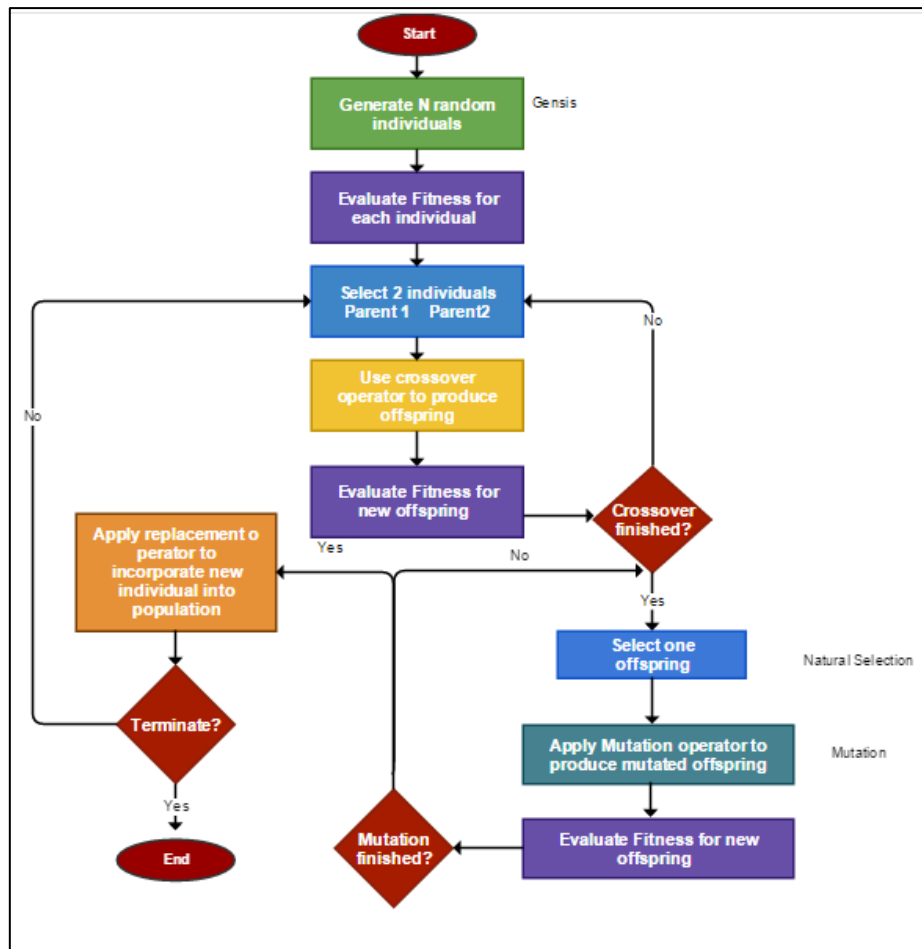 Start
Generate N random
individuals
Gensis
Evaluate Fitness for
each individual
Select 2 individuals
Parent 1 Parent2
No
No
Use crossover
operator to produce
offspring
Evaluate Fitness for
new offspring
Crossover
finished?
Apply replacement o
perator to
incorporate new
individual into
population
Yes
No
Yes
Select one
offspring
Natural Selection
Terminate?
Apply Mutation operator to
produce mutated offspring
Mutation
Yes
Mutation
finished?
Evaluate Fitness for new
offspring
End